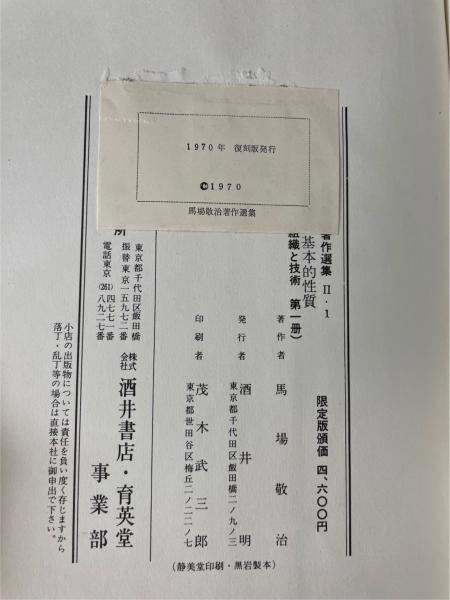 1970年 復刻版発行
©1970
馬場敬治著作選集
著作選集 Ⅱ・1
基本的性質
組織と技術 第一冊)
限定版頒価 四、六〇〇円
著作者 馬場敬治
発行者 酒井明
東京都千代田区飯田橋二ノ九ノ三
印刷者 茂木武三郎
東京都世田谷区梅丘二ノ二二ノ七
所
株式会社 酒井書店・育英堂
事業部
東京都千代田区飯田橋
振替東京一五九七二番
電話東京(261)四七七一番
八九二七番
小店の出版物については責任を負い度く存じますから
落丁・乱丁等の場合は直接本社に御申出で下さい。
(静美堂印刷・黒岩製本)